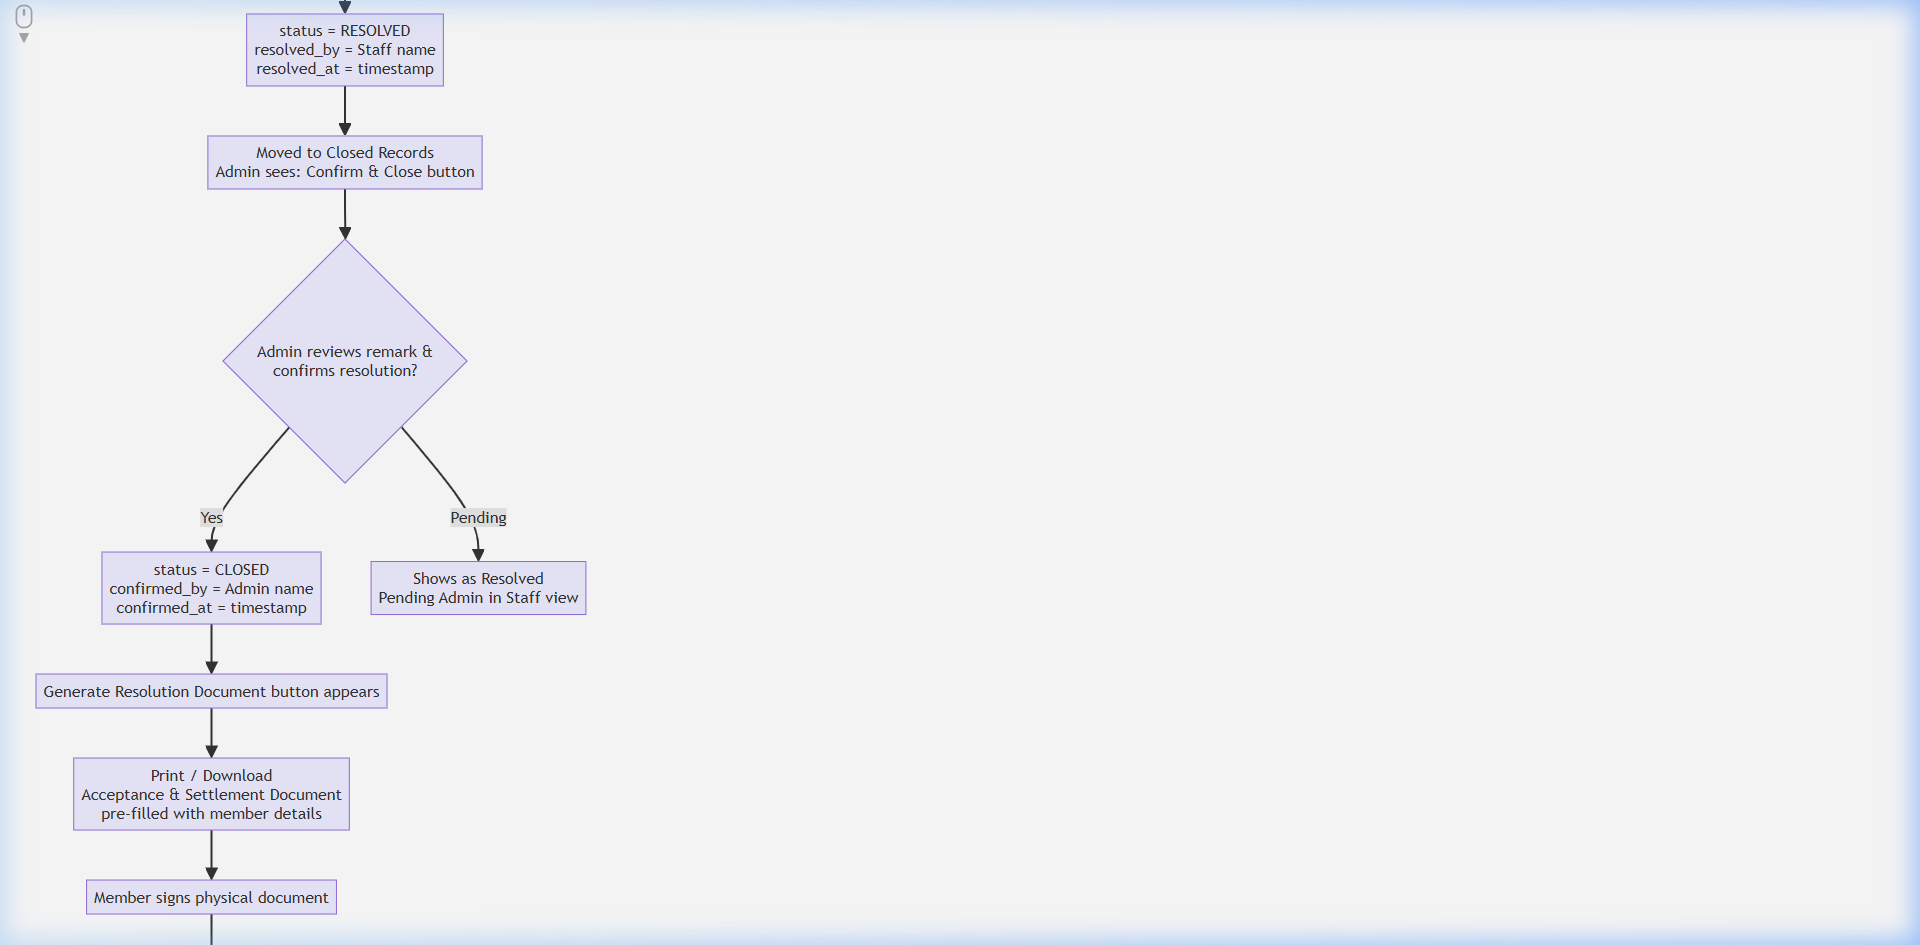 status = RESOLVED
resolved_by = Staff name
resolved_at = timestamp
Moved to Closed Records
Admin sees: Confirm & Close button
Admin reviews remark &
confirms resolution?
Yes
Pending
status = CLOSED
confirmed_by = Admin name
confirmed_at = timestamp
Shows as Resolved
Pending Admin in Staff view
Generate Resolution Document button appears
Print / Download
Acceptance & Settlement Document
pre-filled with member details
Member signs physical document